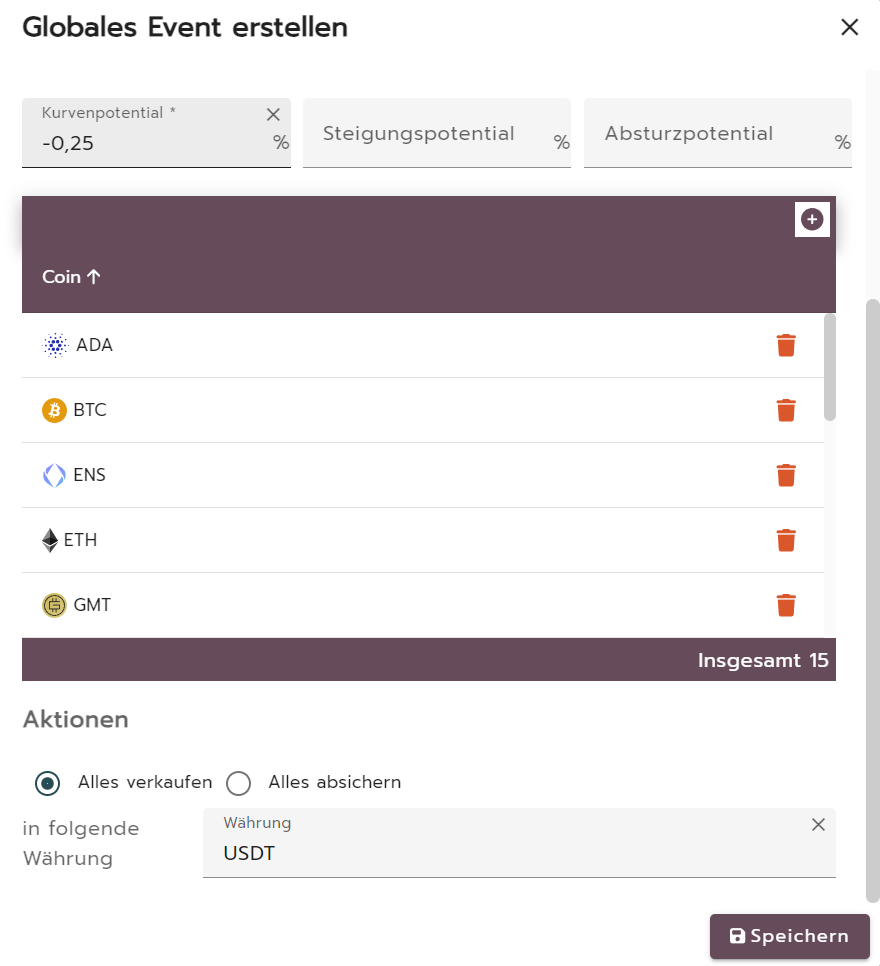 Globales Event erstellen
Kurvenpotential *
-0,25
%
Steigungspotential
%
Absturzpotential
%
Coin
ADA
BTC
ENS
ETH
GMT
Insgesamt 15
Aktionen
Alles verkaufen
Alles absichern
in folgende
Währung
Währung
USDT
Speichern